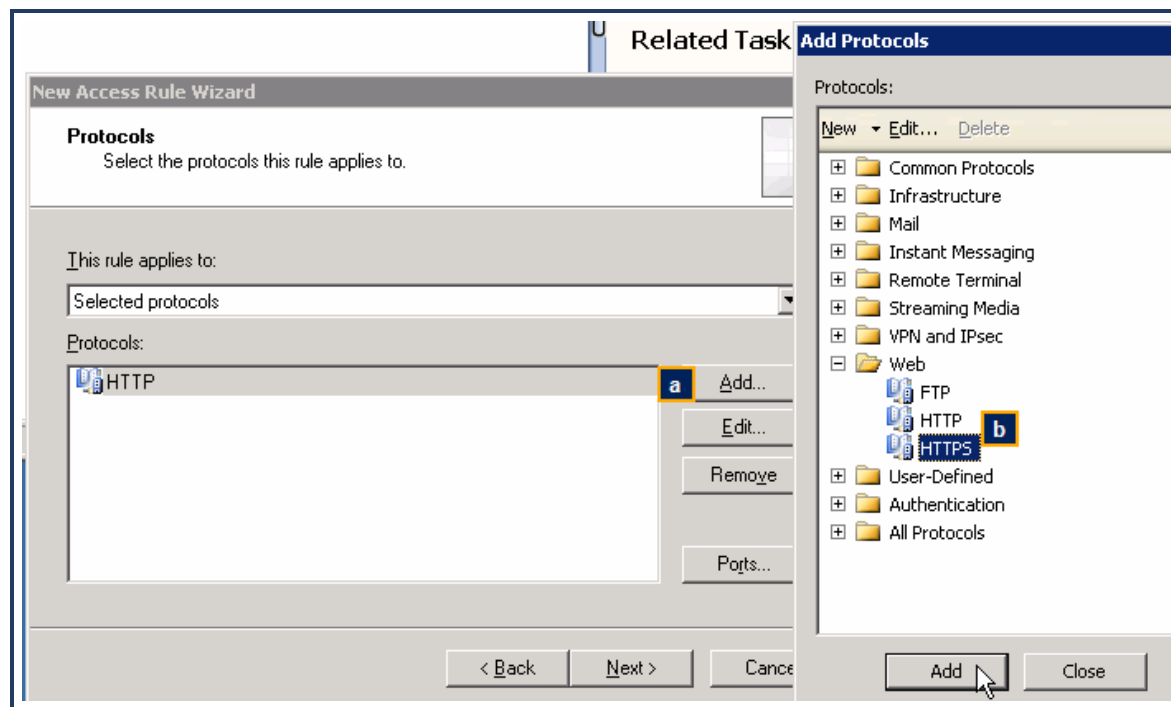 Related Task
New Access Rule Wizard
Protocols
Select the protocols this rule applies to.
This rule applies to:
Selected protocols
Protocols:
HTTP
a
Add...
Edit...
Remove
Ports...
< Back
Next >
Cance
Add Protocols
Protocols:
New Edit... Delete
Common Protocols
Infrastructure
Mail
Instant Messaging
Remote Terminal
Streaming Media
VPN and IPsec
Web
FTP
HTTP
b
HTTPS
User-Defined
Authentication
All Protocols
Add
Close